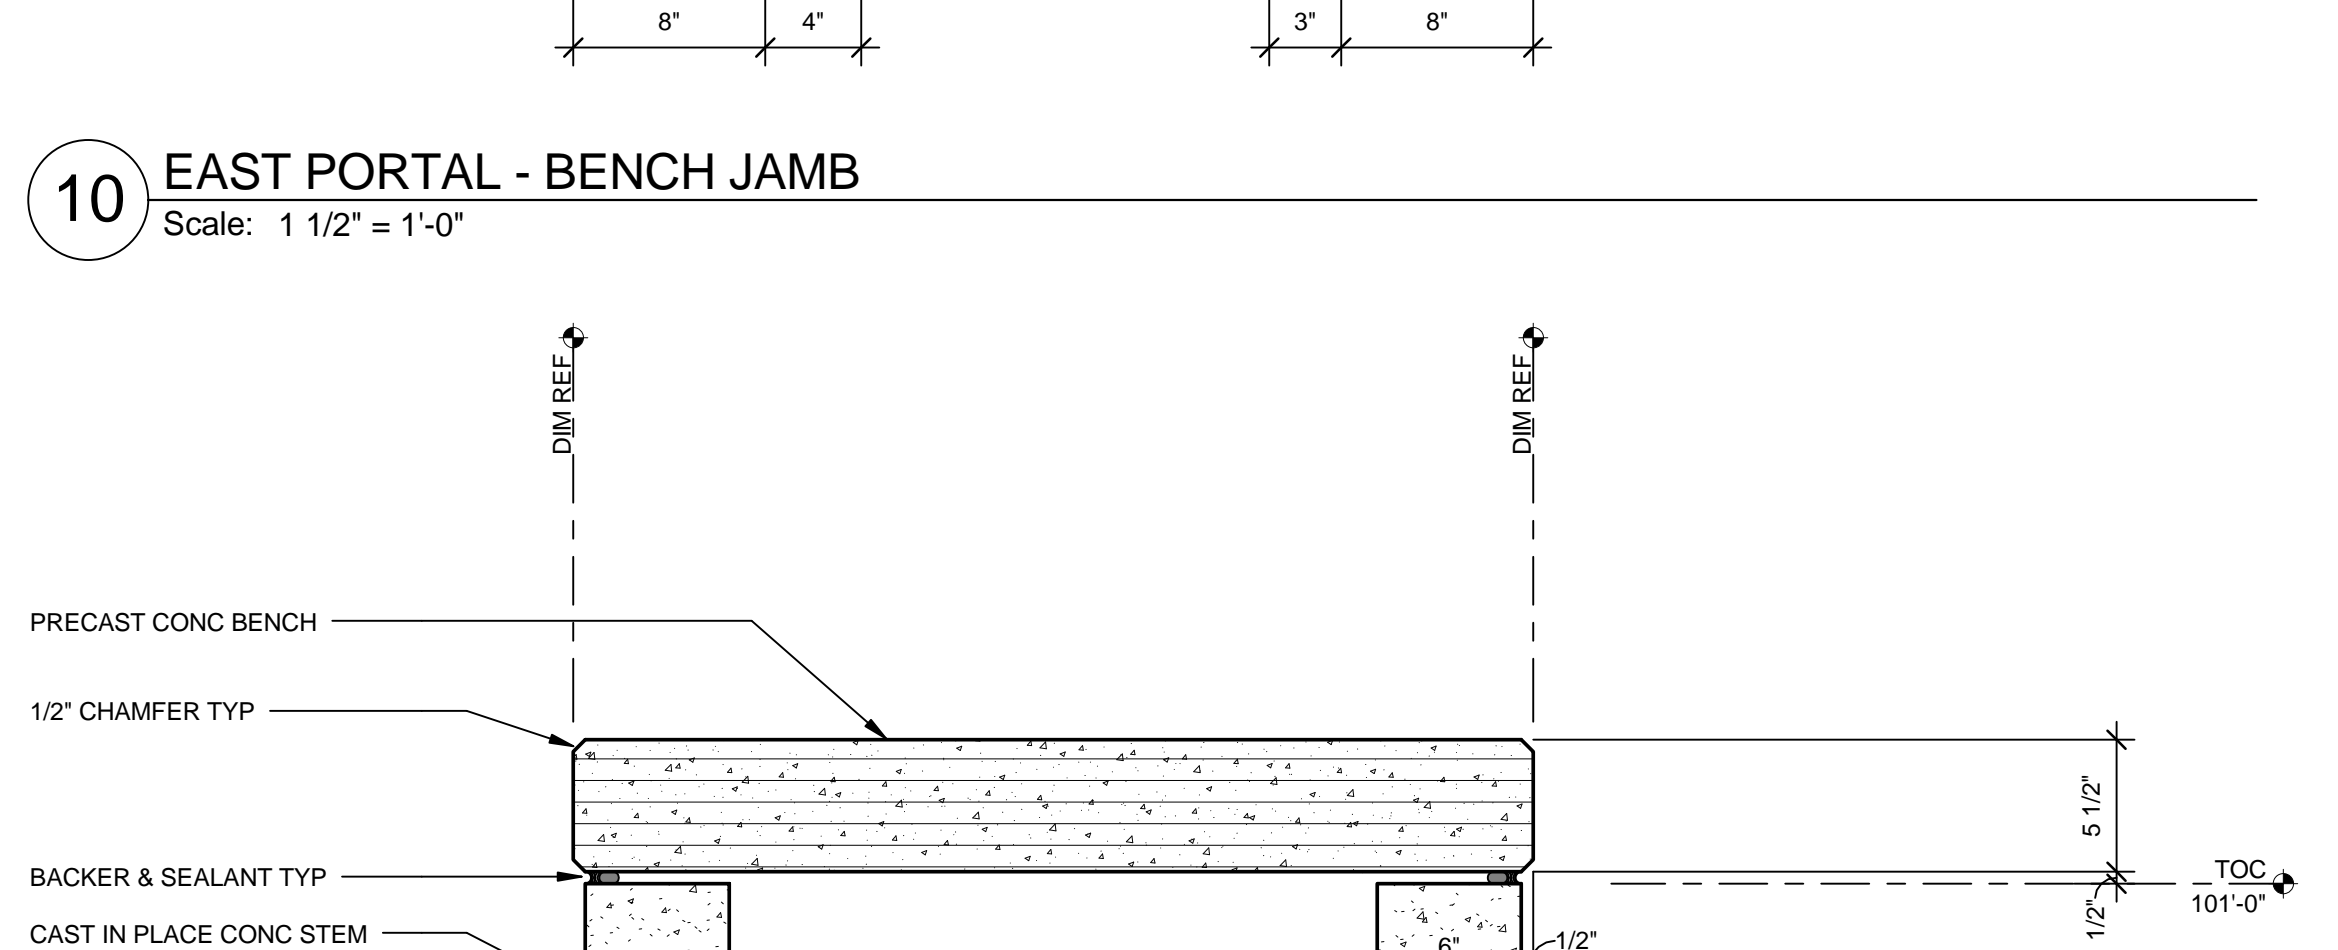 8" 4" 3" 8"
10
EAST PORTAL - BENCH JAMB
Scale: 1 1/2" = 1'-0"
DIM REF
DIM REF
PRECAST CONC BENCH
1/2" CHAMFER TYP
5 1/2"
BACKER & SEALANT TYP
TOC
101'-0"
1/2"
CAST IN PLACE CONC STEM
6"
1/2"